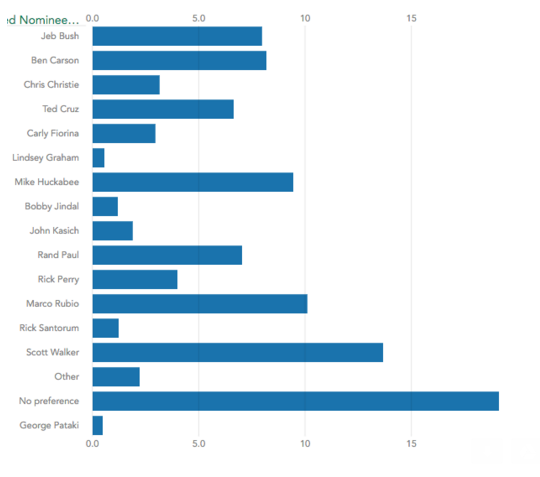 ed Nominee... 0.0 5.0 10 15
Jeb Bush
Ben Carson
Chris Christie
Ted Cruz
Carly Fiorina
Lindsey Graham
Mike Huckabee
Bobby Jindal
John Kasich
Rand Paul
Rick Perry
Marco Rubio
Rick Santorum
Scott Walker
Other
No preference
George Pataki
0.0 5.0 10 15